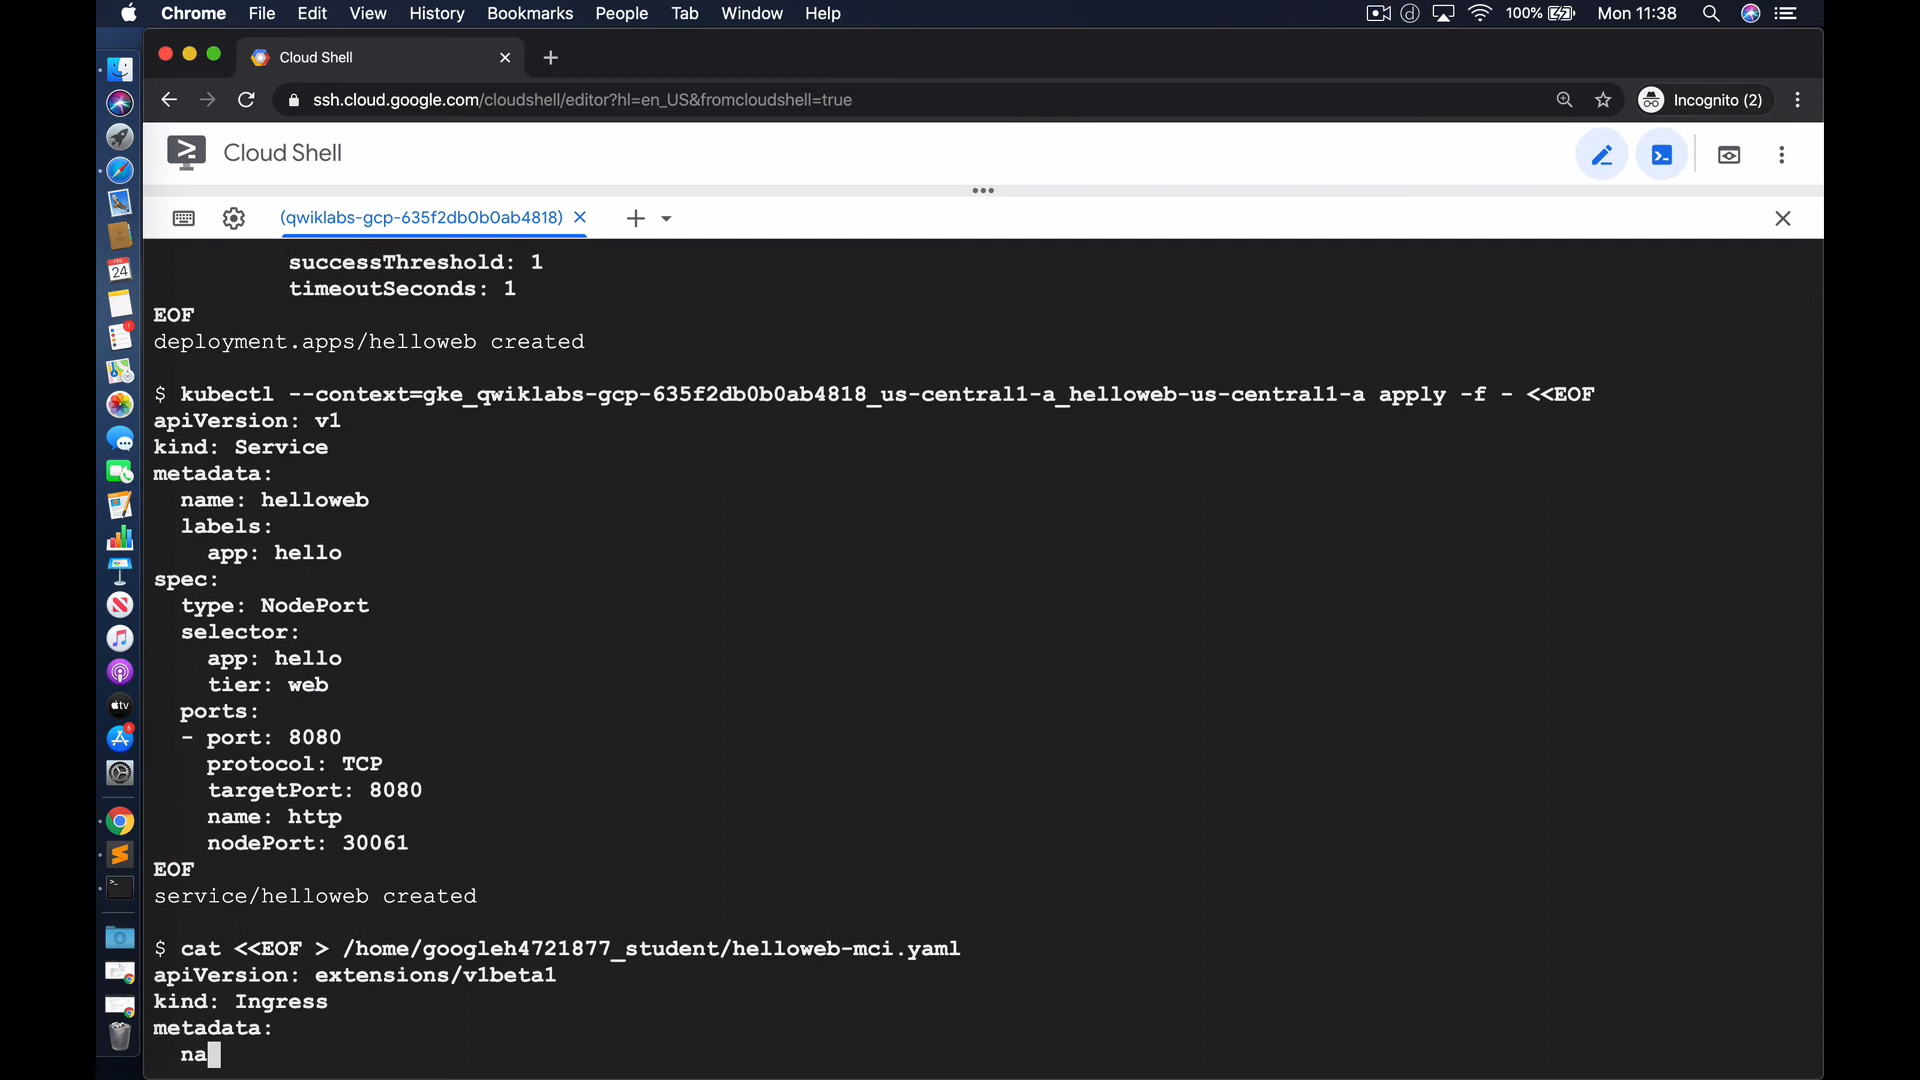 Chrome File Edit View History Bookmarks People Tab Window Help 100% Mon 11:38
Cloud Shell
ssh.cloud.google.com/cloudshell/editor?hl=en_US&fromcloudshell=true Incognito (2)
Cloud Shell
(qwiklabs-gcp-635f2db0b0ab4818)
successThreshold: 1
timeoutSeconds: 1
EOF
deployment.apps/helloweb created
$ kubectl --context=gke_qwiklabs-gcp-635f2db0b0ab4818_us-central1-a_helloweb-us-central1-a apply -f - <<EOF
apiVersion: v1
kind: Service
metadata:
name: helloweb
labels:
app: hello
spec:
type: NodePort
selector:
app: hello
tier: web
ports:
- port: 8080
protocol: TCP
targetPort: 8080
name: http
nodePort: 30061
EOF
service/helloweb created
$ cat <<EOF > /home/googleh4721877_student/helloweb-mci.yaml
apiVersion: extensions/v1beta1
kind: Ingress
metadata:
na
24
tv